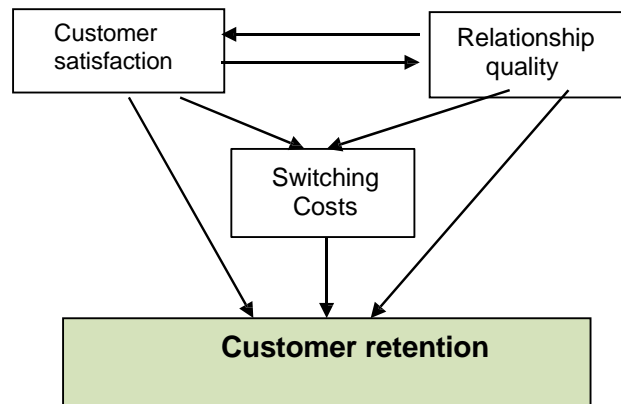 Customer
satisfaction
Relationship
quality
Switching
Costs
Customer retention